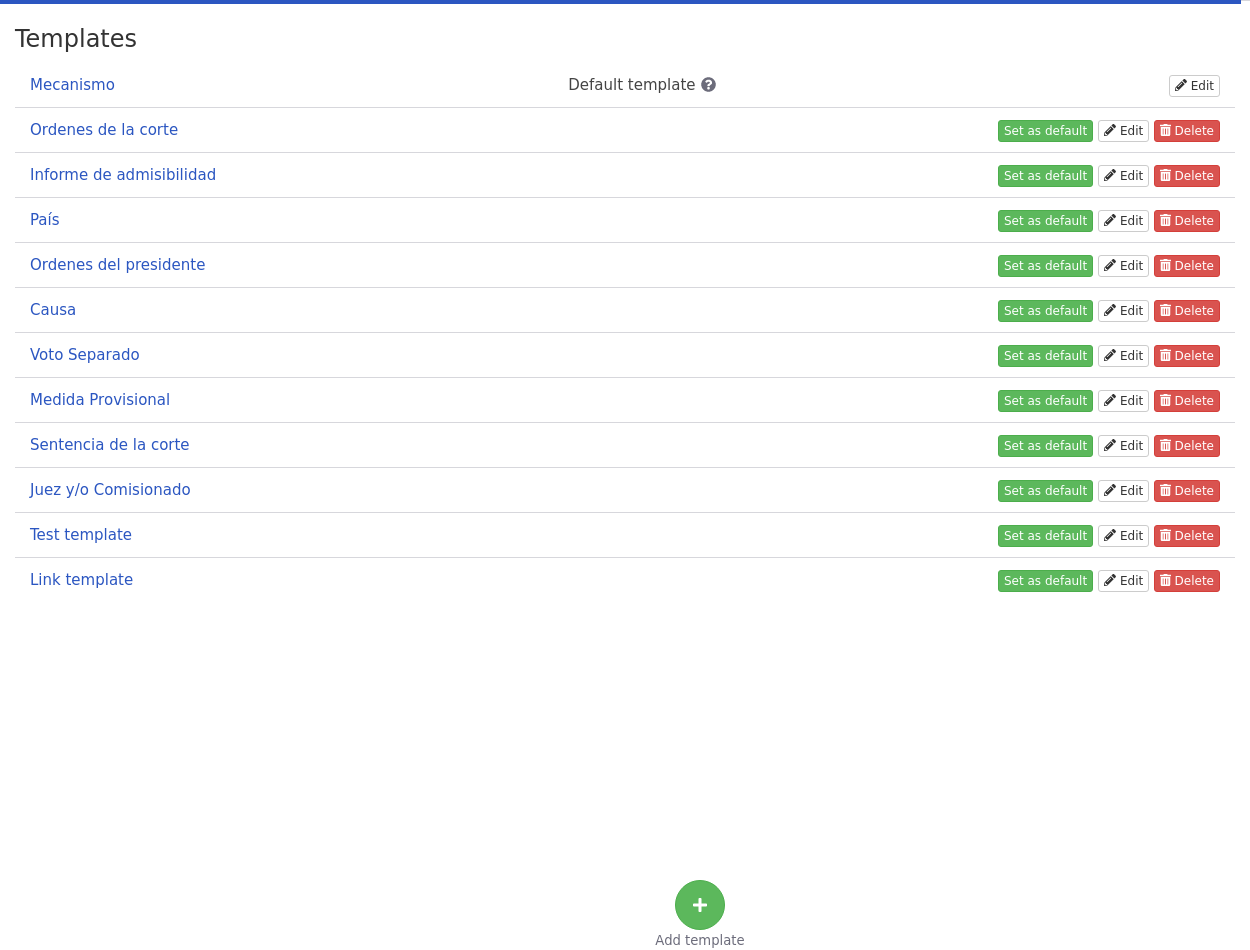 Templates
Mecanismo Default template Edit
Ordenes de la corte Set as default Edit Delete
Informe de admisibilidad Set as default Edit Delete
País Set as default Edit Delete
Ordenes del presidente Set as default Edit Delete
Causa Set as default Edit Delete
Voto Separado Set as default Edit Delete
Medida Provisional Set as default Edit Delete
Sentencia de la corte Set as default Edit Delete
Juez y/o Comisionado Set as default Edit Delete
Test template Set as default Edit Delete
Link template Set as default Edit Delete
Add template